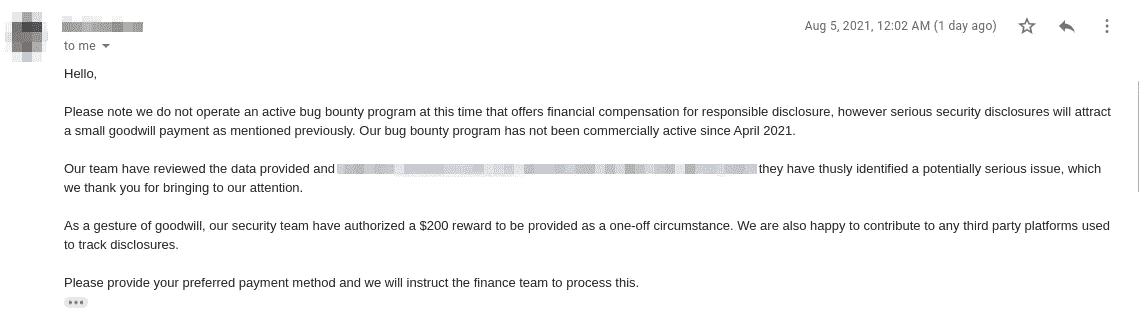 Aug 5, 2021, 12:02 AM (1 day ago)
to me
Hello,
Please note we do not operate an active bug bounty program at this time that offers financial compensation for responsible disclosure, however serious security disclosures will attract
a small goodwill payment as mentioned previously. Our bug bounty program has not been commercially active since April 2021.
Our team have reviewed the data provided and they have thusly identified a potentially serious issue, which
we thank you for bringing to our attention.
As a gesture of goodwill, our security team have authorized a $200 reward to be provided as a one-off circumstance. We are also happy to contribute to any third party platforms used
to track disclosures.
Please provide your preferred payment method and we will instruct the finance team to process this.